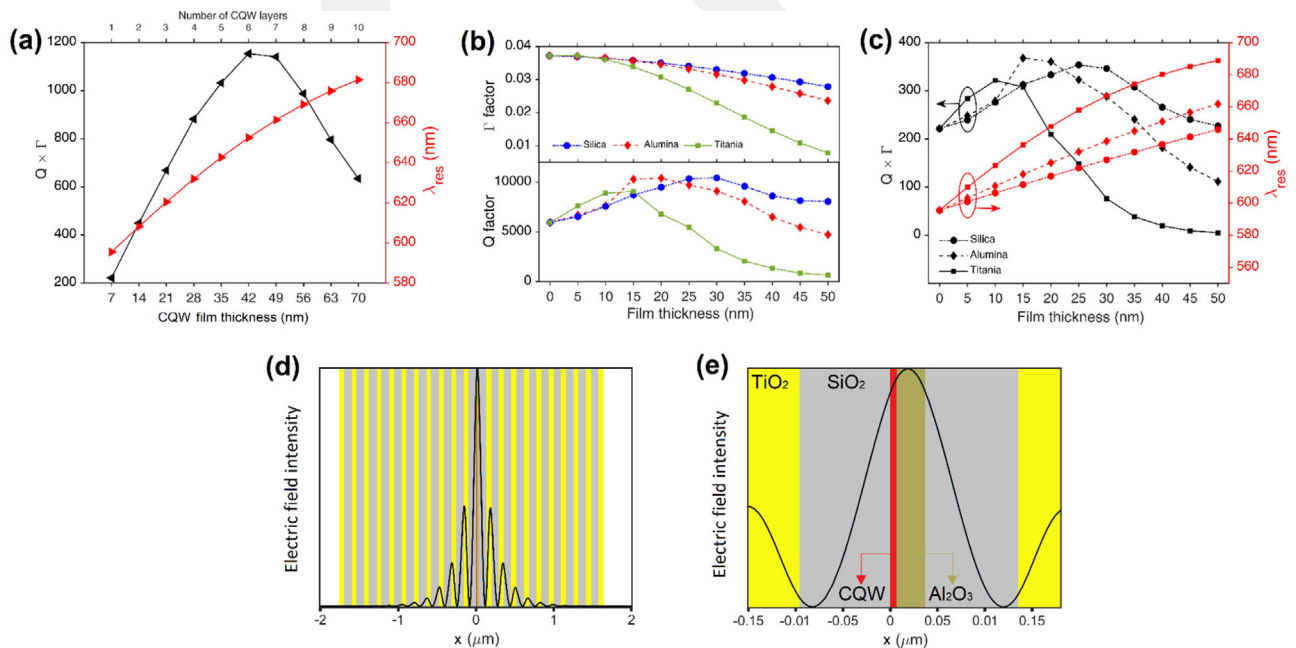 (a)
Number of CQW layers
1 2 3 4 5 6 7 8 9 10
1200
1000
800
600
400
200
Q × Γ
700
680
660
640
620
600
580
λres (nm)
7 14 21 28 35 42 49 56 63 70
CQW film thickness (nm)
(b)
0.04
0.03
0.02
0.01
Γ factor
Silica Alumina Titania
10000
5000
0
Q factor
0 5 10 15 20 25 30 35 40 45 50
Film thickness (nm)
(c)
400
300
200
100
0
Q × Γ
700
680
660
640
620
600
580
560
λres (nm)
Silica
Alumina
Titania
0 5 10 15 20 25 30 35 40 45 50
Film thickness (nm)
(d)
Electric field intensity
-2 -1 0 1 2
x (μm)
(e)
TiO₂ SiO₂
Electric field intensity
CQW Al₂O₃
-0.15 -0.1 -0.05 0 0.05 0.01 0.15
x (μm)